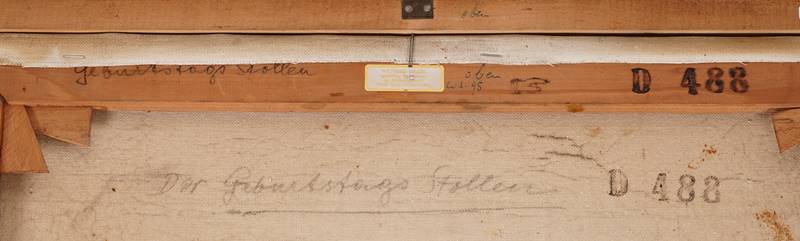 oben
Geburtstags Stollen
oben
D 488
Der Geburtstags Stollen
D 488